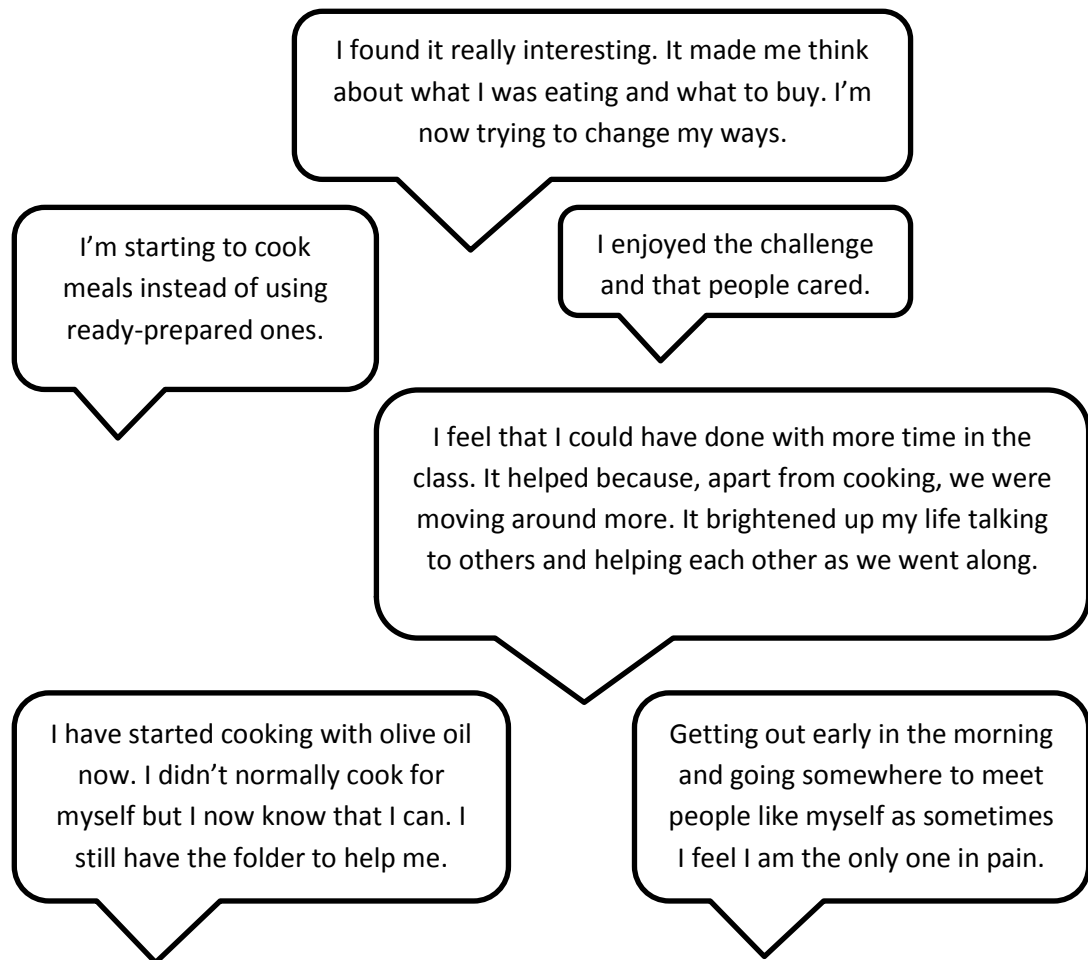 I found it really interesting. It made me think
about what I was eating and what to buy. I’m
now trying to change my ways.
I’m starting to cook
meals instead of using
ready-prepared ones.
I enjoyed the challenge
and that people cared.
I feel that I could have done with more time in the
class. It helped because, apart from cooking, we were
moving around more. It brightened up my life talking
to others and helping each other as we went along.
I have started cooking with olive oil
now. I didn’t normally cook for
myself but I now know that I can. I
still have the folder to help me.
Getting out early in the morning
and going somewhere to meet
people like myself as sometimes
I feel I am the only one in pain.